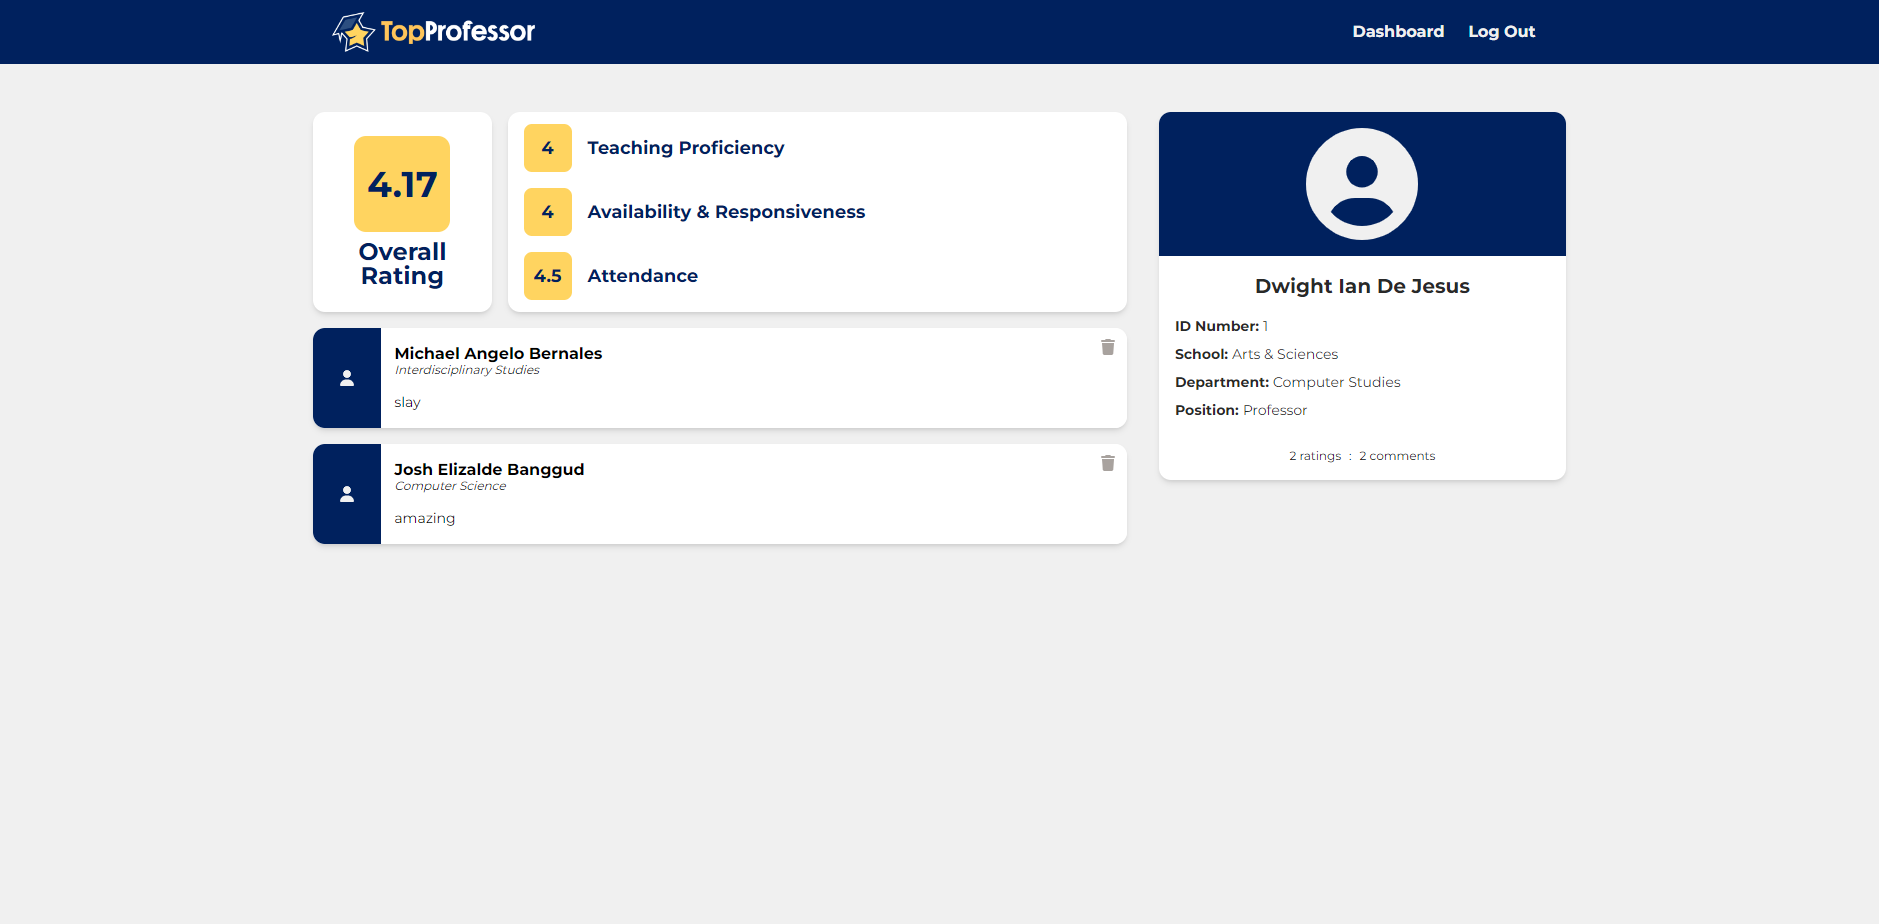 TopProfessor
Dashboard
Log Out
4.17
Overall
Rating
4
Teaching Proficiency
4
Availability & Responsiveness
4.5
Attendance
Michael Angelo Bernales
Interdisciplinary Studies
slay
Josh Elizalde Banggud
Computer Science
amazing
Dwight Ian De Jesus
ID Number: 1
School: Arts & Sciences
Department: Computer Studies
Position: Professor
2 ratings : 2 comments